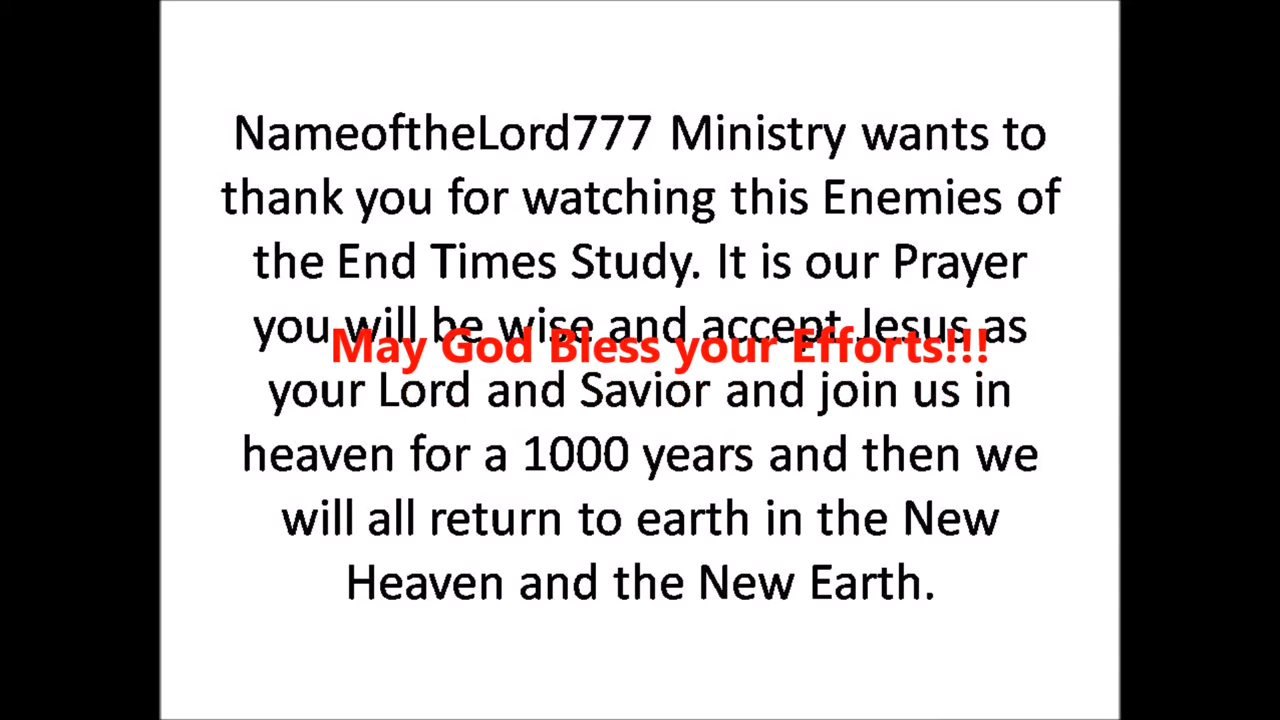 NameoftheLord777 Ministry wants to
thank you for watching this Enemies of
the End Times Study. It is our Prayer
you will be wise and accept Jesus as
May God Bless your Efforts!!!
your Lord and Savior and join us in
heaven for a 1000 years and then we
will all return to earth in the New
Heaven and the New Earth.